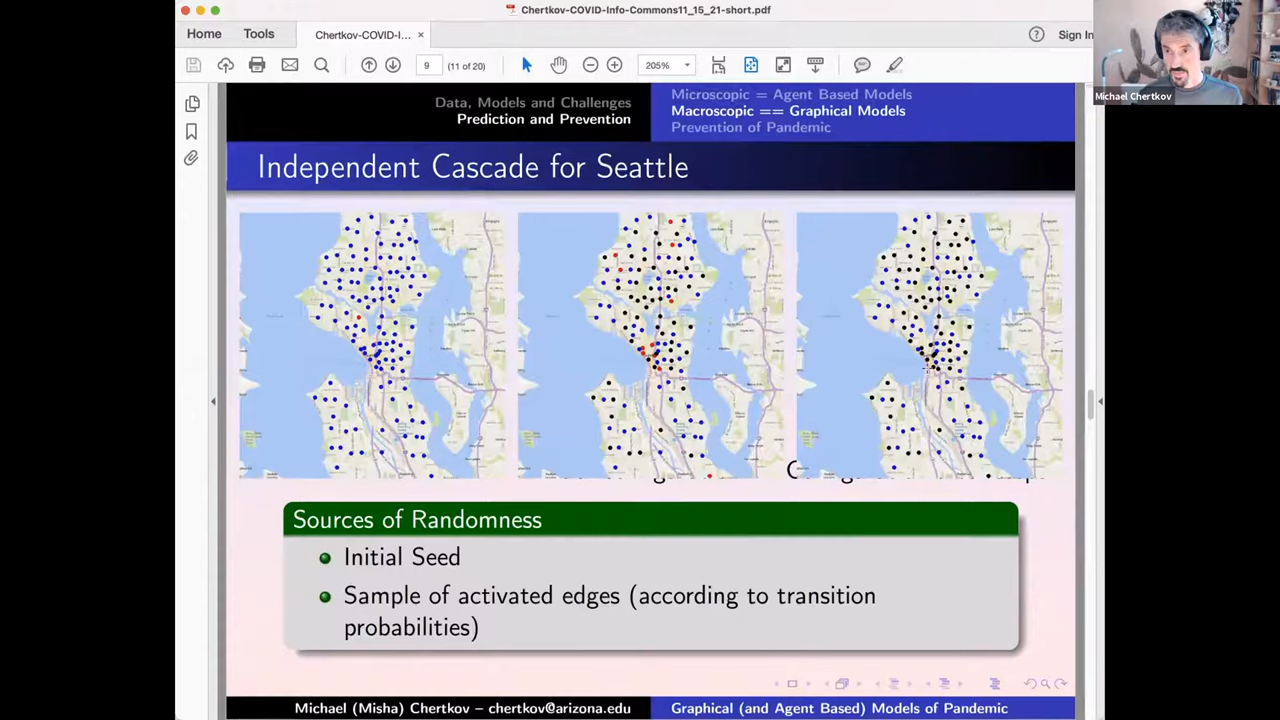 Chertkov-COVID-Info-Commons11_15_21-short.pdf
Home
Tools
Chertkov-COVID-I...
Sign In
9
(11 of 20)
205%
Michael Chertkov
Data, Models and Challenges
Prediction and Prevention
Microscopic = Agent Based Models
Macroscopic == Graphical Models
Prevention of Pandemic
Independent Cascade for Seattle
Sources of Randomness
Initial Seed
Sample of activated edges (according to transition
probabilities)
Michael (Misha) Chertkov – chertkov@arizona.edu
Graphical (and Agent Based) Models of Pandemic